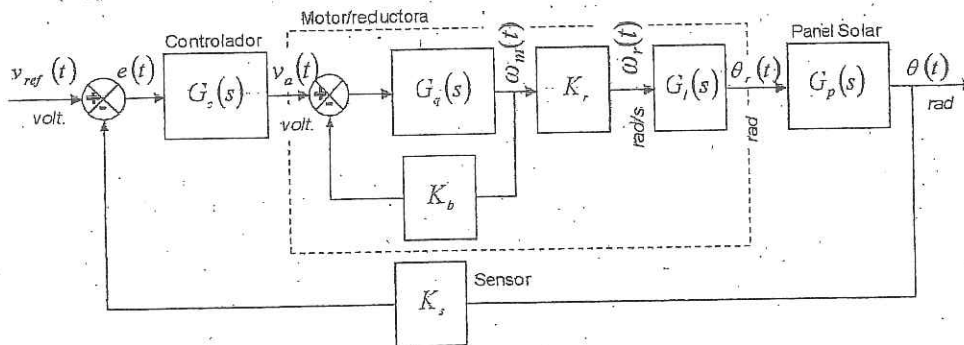 Motor/reductora
Controlador
Panel Solar
v_ref(t)
e(t)
G_c(s)
v_a(t)
G_q(s)
ω_m(t)
K_r
ω_r(t)
G_l(s)
θ_r(t)
G_p(s)
θ(t)
volt.
volt.
rad/s.
rad
rad
K_b
Sensor
K_s